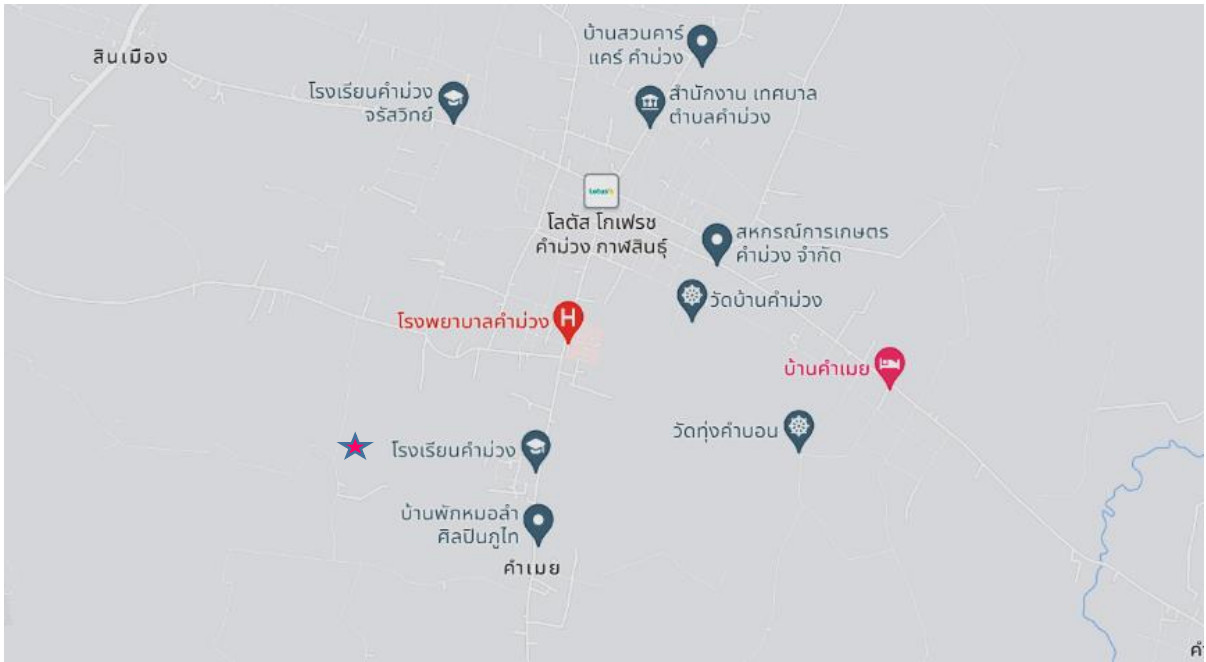 บ้านสวนคาร์
แคร์ คำม่วง
สินเมือง
โรงเรียนคำม่วง
จรัสวิทย์
สำนักงาน เทศบาล
ตำบลคำม่วง
Lotus's
โลตัส โกเฟรช
คำม่วง กาฬสินธุ์
สหกรณ์การเกษตร
คำม่วง จำกัด
วัดบ้านคำม่วง
โรงพยาบาลคำม่วง
H
บ้านคำเมย
วัดทุ่งคำบอน
โรงเรียนคำม่วง
บ้านพักหมอลำ
ศิลปินภูไท
คำเมย